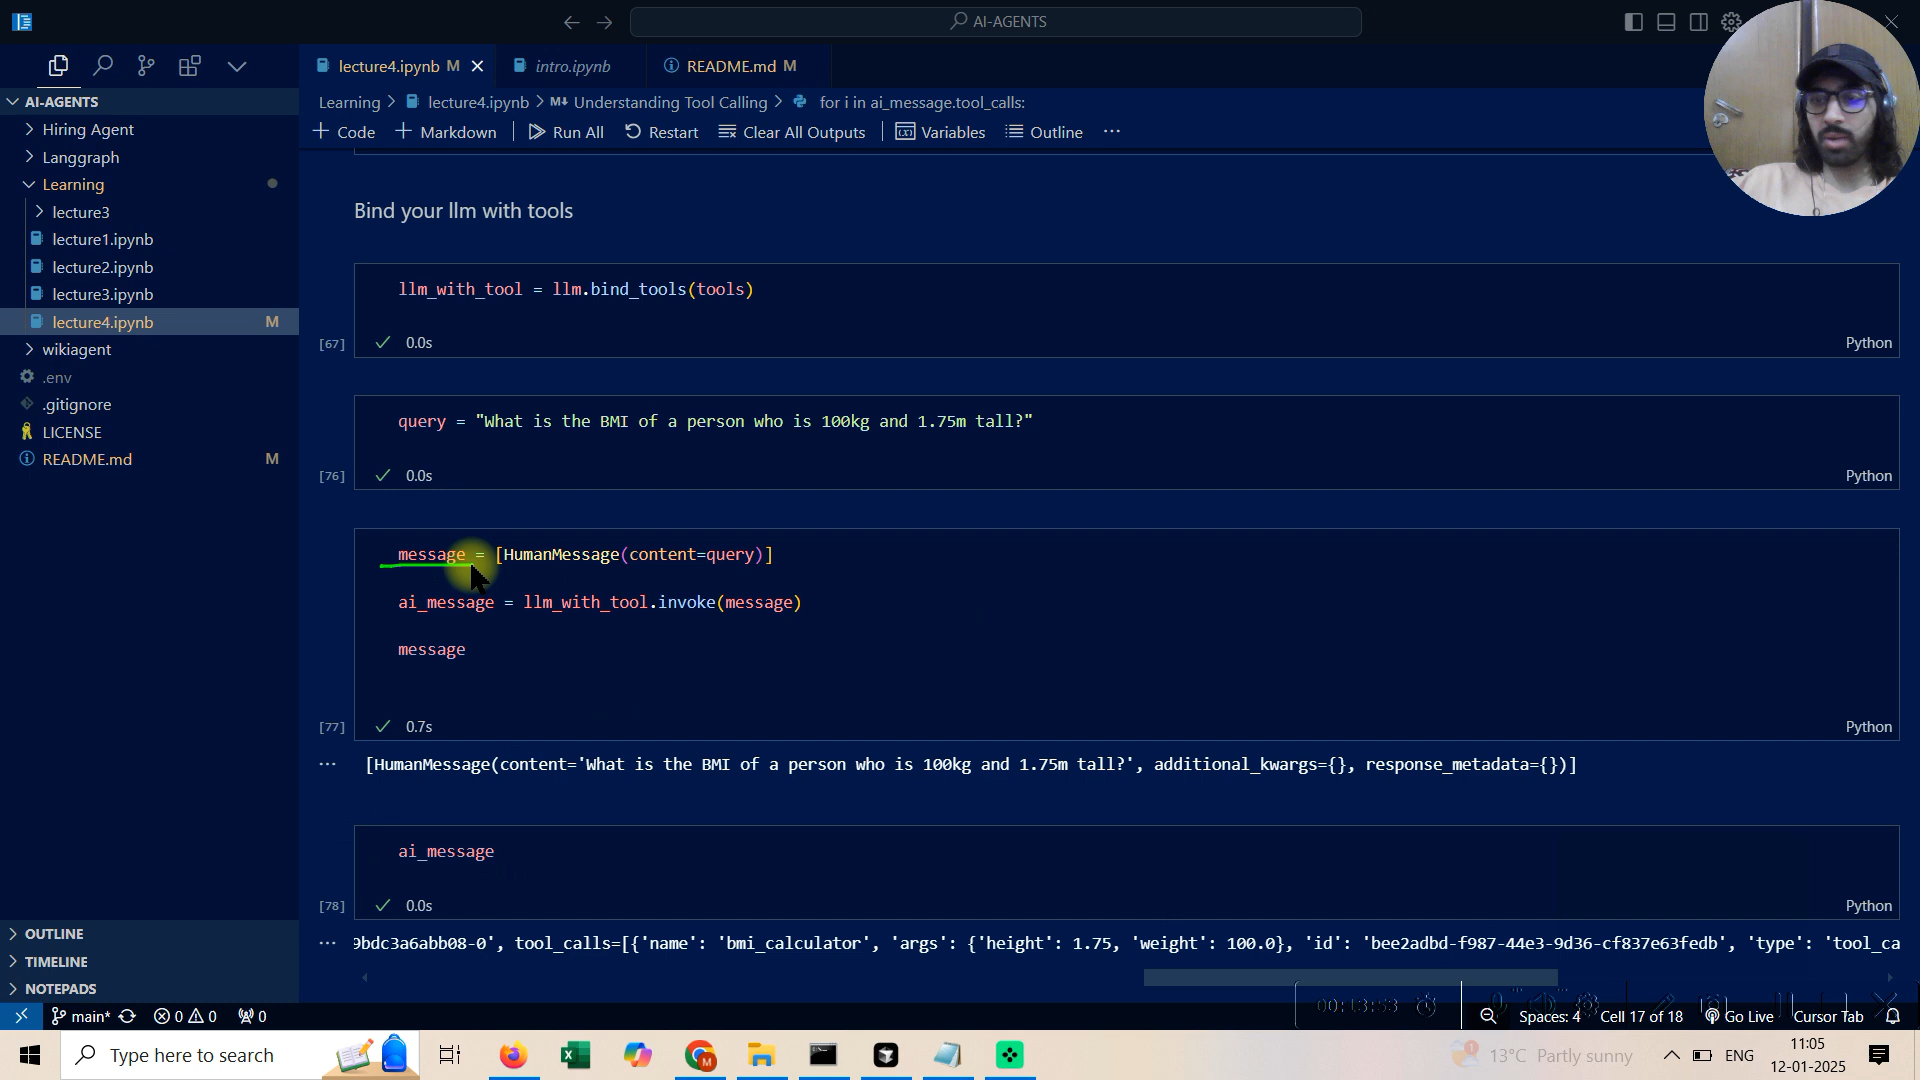 AI-AGENTS
lecture4.ipynb M
intro.ipynb
README.md M
AI-AGENTS
Hiring Agent
Langgraph
Learning
lecture3
lecture1.ipynb
lecture2.ipynb
lecture3.ipynb
lecture4.ipynb M
wikiagent
.env
.gitignore
LICENSE
README.md M
OUTLINE
TIMELINE
NOTEPADS
Learning > lecture4.ipynb > M↓ Understanding Tool Calling > for i in ai_message.tool_calls:
+ Code + Markdown Run All Restart Clear All Outputs Variables Outline ...
Bind your llm with tools
llm_with_tool = llm.bind_tools(tools)
[67] ✓ 0.0s Python
query = "What is the BMI of a person who is 100kg and 1.75m tall?"
[76] ✓ 0.0s Python
message = [HumanMessage(content=query)]
ai_message = llm_with_tool.invoke(message)
message
[77] ✓ 0.7s Python
... [HumanMessage(content='What is the BMI of a person who is 100kg and 1.75m tall?', additional_kwargs={}, response_metadata={})]
ai_message
[78] ✓ 0.0s Python
... 9bdc3a6abb08-0', tool_calls=[{'name': 'bmi_calculator', 'args': {'height': 1.75, 'weight': 100.0}, 'id': 'bee2adbd-f987-44e3-9d36-cf837e63fedb', 'type': 'tool_ca
00:13:53
main* 0 0 0 Spaces: 4 Cell 17 of 18 Go Live Cursor Tab
Type here to search
13°C Partly sunny
ENG
11:05
12-01-2025